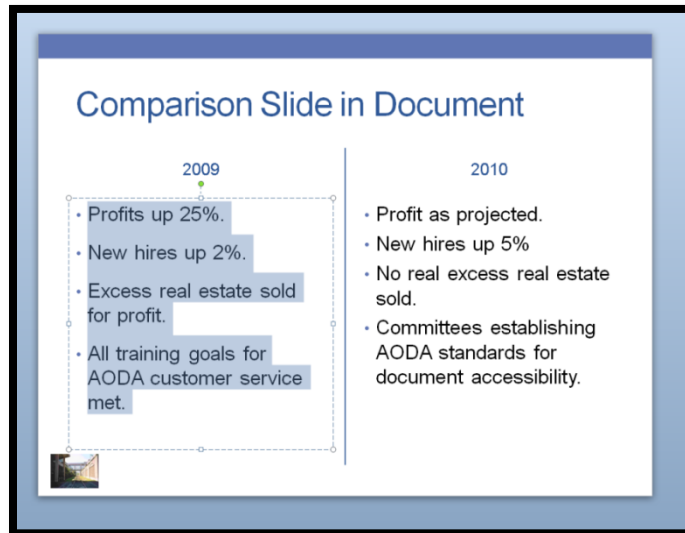 Comparison Slide in Document
2009
• Profits up 25%.
• New hires up 2%.
• Excess real estate sold
for profit.
• All training goals for
AODA customer service
met.
2010
• Profit as projected.
• New hires up 5%
• No real excess real estate
sold.
• Committees establishing
AODA standards for
document accessibility.